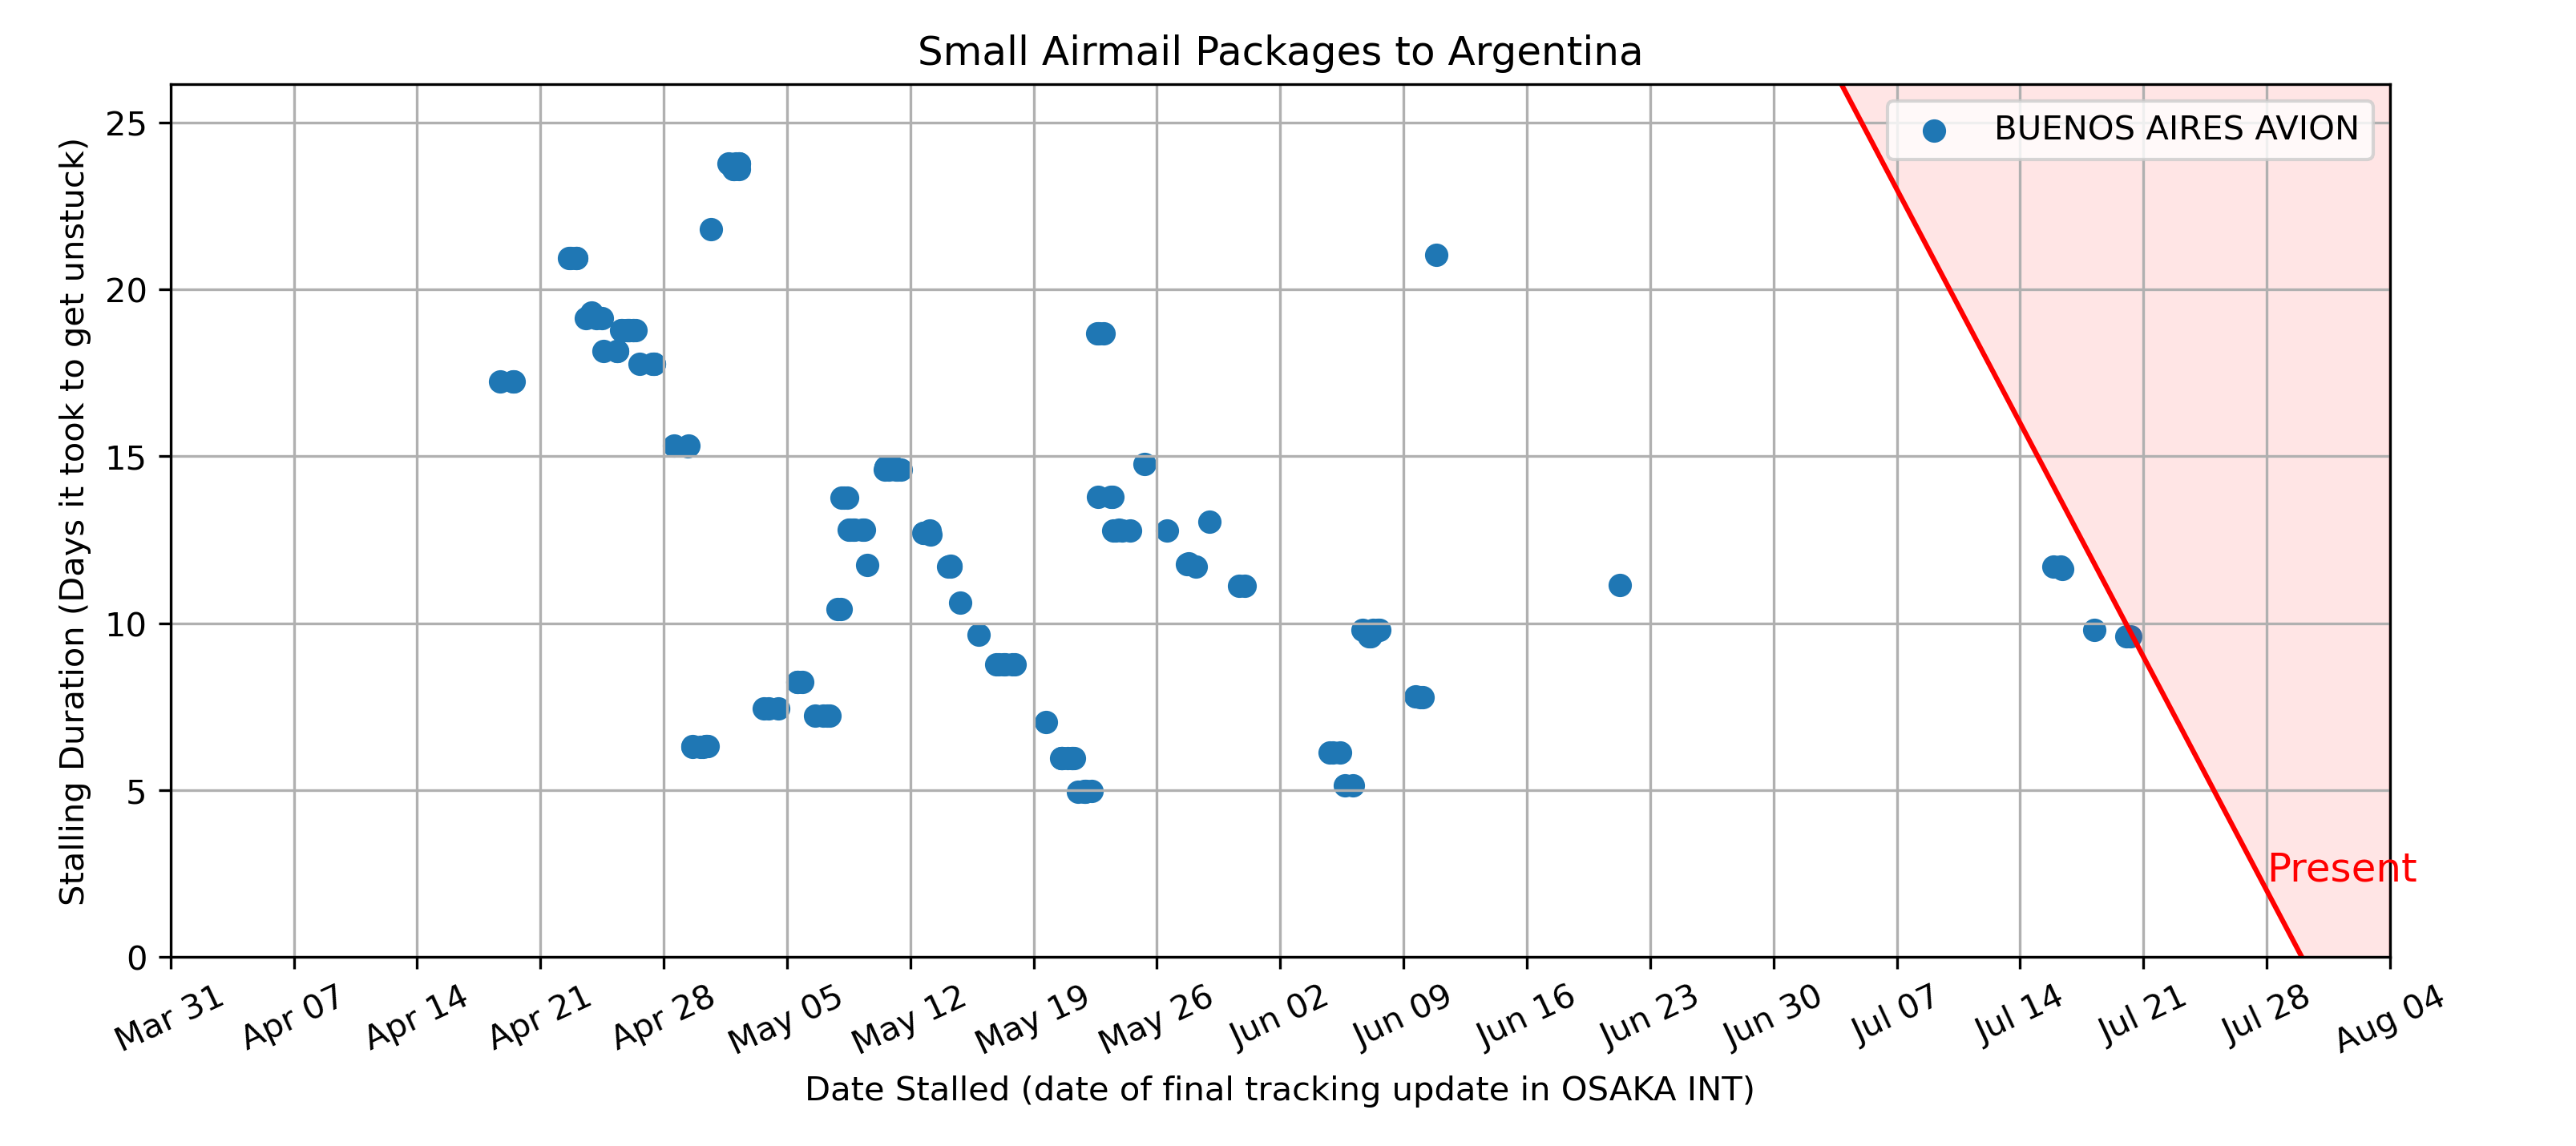 Small Airmail Packages to Argentina
BUENOS AIRES AVION
Stalling Duration (Days it took to get unstuck)
25
20
15
10
5
0
Present
Mar 31 Apr 07 Apr 14 Apr 21 Apr 28 May 05 May 12 May 19 May 26 Jun 02 Jun 09 Jun 16 Jun 23 Jun 30 Jul 07 Jul 14 Jul 21 Jul 28 Aug 04
Date Stalled (date of final tracking update in OSAKA INT)